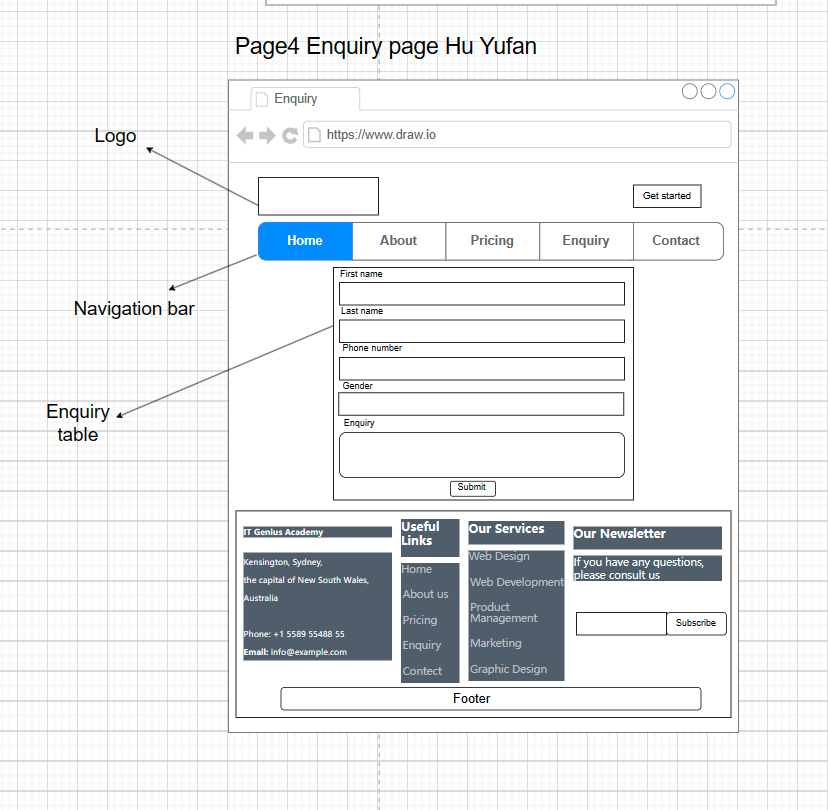 Page4 Enquiry page Hu Yufan
Enquiry
https://www.draw.io
Logo
Get started
Home About Pricing Enquiry Contact
Navigation bar
First name
Last name
Phone number
Gender
Enquiry
Submit
Enquiry
table
IT Genius Academy
Kensington, Sydney,
the capital of New South Wales,
Australia
Phone: +1 5589 55488 55
Email: info@example.com
Useful
Links
Home
About us
Pricing
Enquiry
Contect
Our Services
Web Design
Web Development
Product
Management
Marketing
Graphic Design
Our Newsletter
If you have any questions,
please consult us
Subscribe
Footer